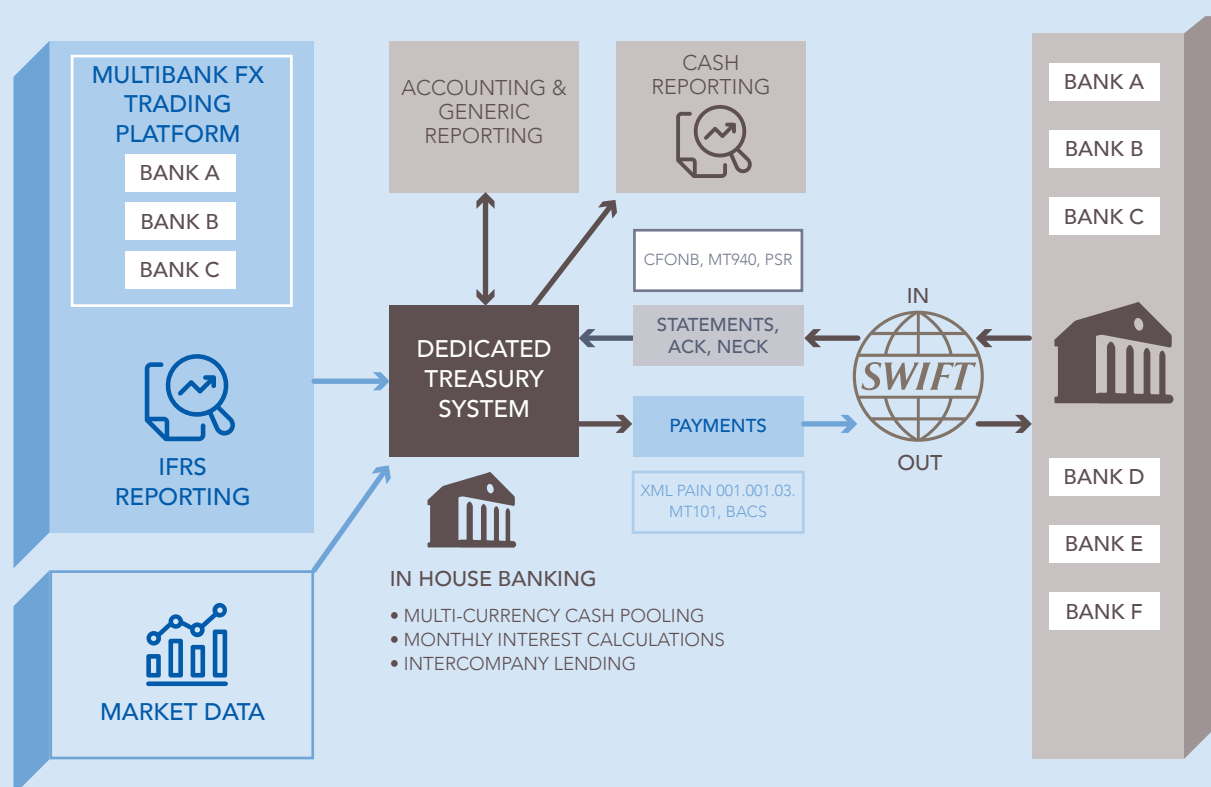 MULTIBANK FX
TRADING
PLATFORM
BANK A
BANK B
BANK C
IFRS
REPORTING
MARKET DATA
ACCOUNTING &
GENERIC
REPORTING
CASH
REPORTING
CFONB, MT940, PSR
STATEMENTS,
ACK, NECK
DEDICATED
TREASURY
SYSTEM
PAYMENTS
XML PAIN 001.001.03.
MT101, BACS
IN HOUSE BANKING
• MULTI-CURRENCY CASH POOLING
• MONTHLY INTEREST CALCULATIONS
• INTERCOMPANY LENDING
IN
SWIFT
OUT
BANK A
BANK B
BANK C
BANK D
BANK E
BANK F